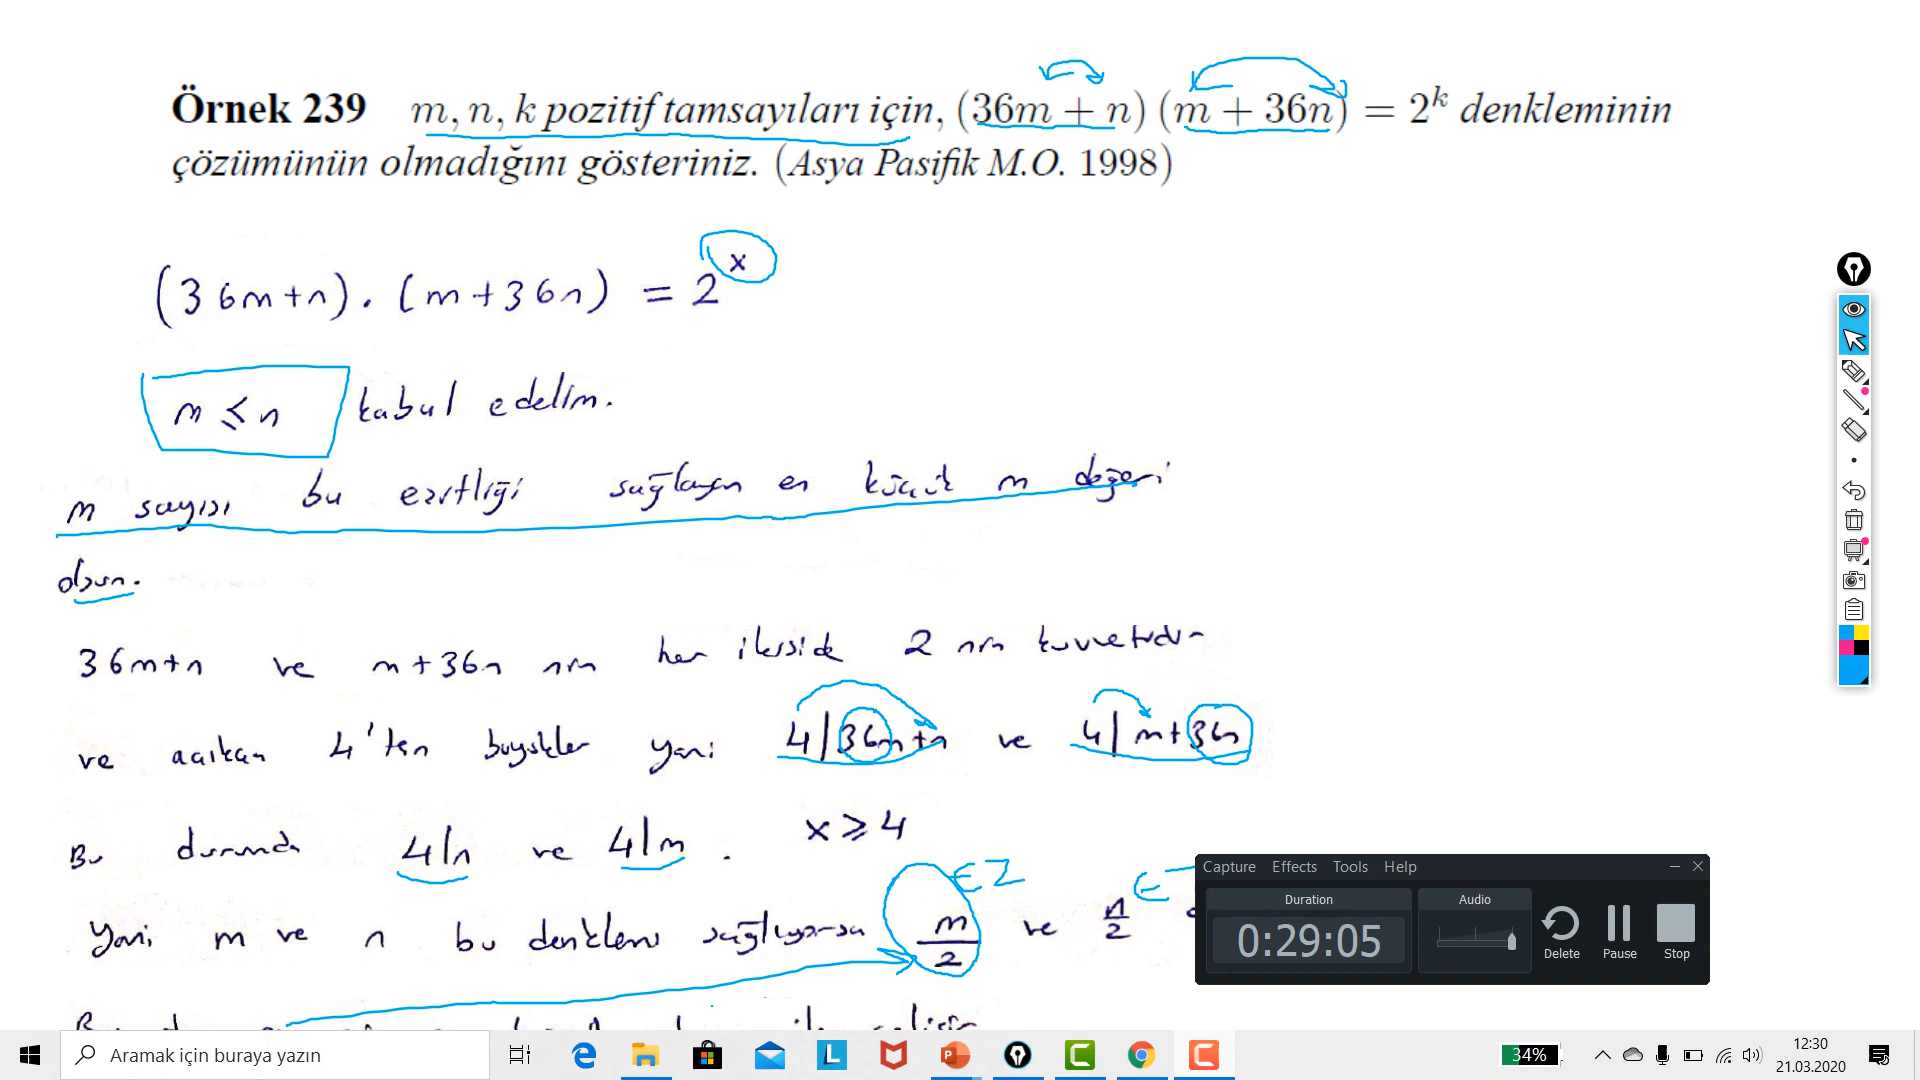 Örnek 239 m, n, k pozitif tamsayıları için, (36m + n) (m + 36n) = 2^k denkleminin
çözümünün olmadığını gösteriniz. (Asya Pasifik M.O. 1998)
(36m+n).(m+36n) = 2^x
m ≤ n kabul edelim.
m sayısı bu eşitliği sağlayan en küçük m değeri
olsun.
36m+n ve m+36n nin her ikiside 2 nin kuvvetidir
ve açıkan 4'ten büyükler yani 4|36m+n ve 4|m+36n
Bu durumda 4|n ve 4|m . x ≥ 4
∈ Z ∈
Yani m ve n bu denklemi sağlıyorsa m/2 ve n/2
Capture Effects Tools Help
Duration Audio
0:29:05
Delete Pause Stop
Aramak için buraya yazın
34%
12:30
21.03.2020